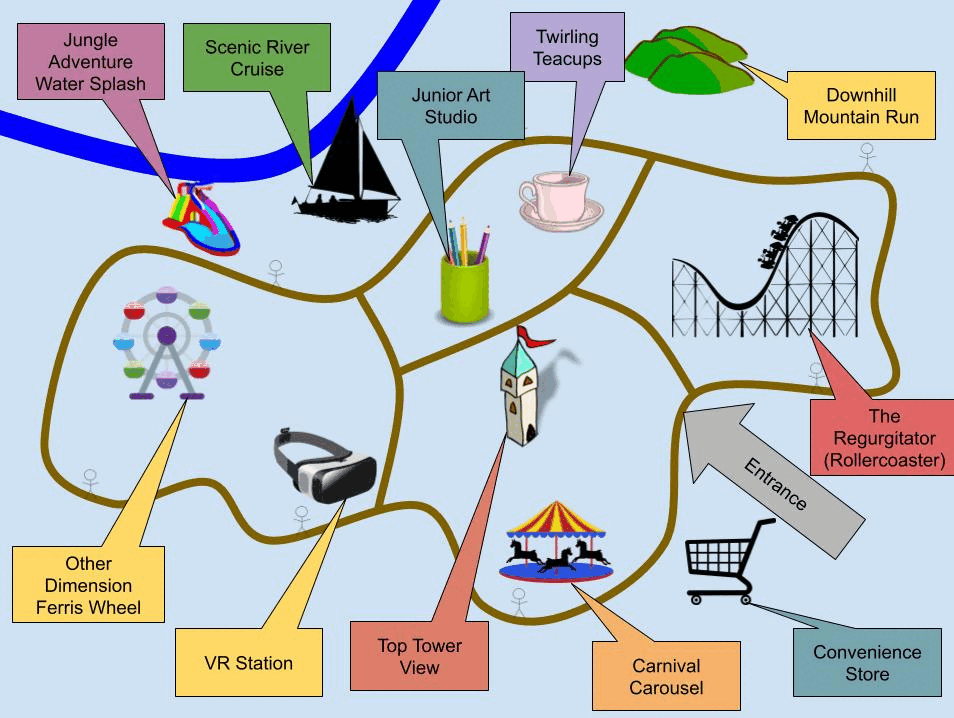 Jungle
Adventure
Water Splash
Scenic River
Cruise
Junior Art
Studio
Twirling
Teacups
Downhill
Mountain Run
The
Regurgitator
(Rollercoaster)
Entrance
Other
Dimension
Ferris Wheel
VR Station
Top Tower
View
Carnival
Carousel
Convenience
Store